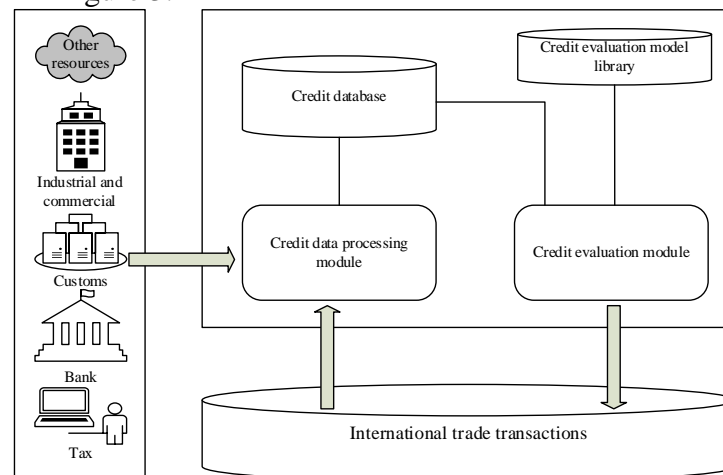 Other
resources
Industrial and
commercial
Customs
Bank
Tax
Credit database
Credit evaluation model
library
Credit data processing
module
Credit evaluation module
International trade transactions